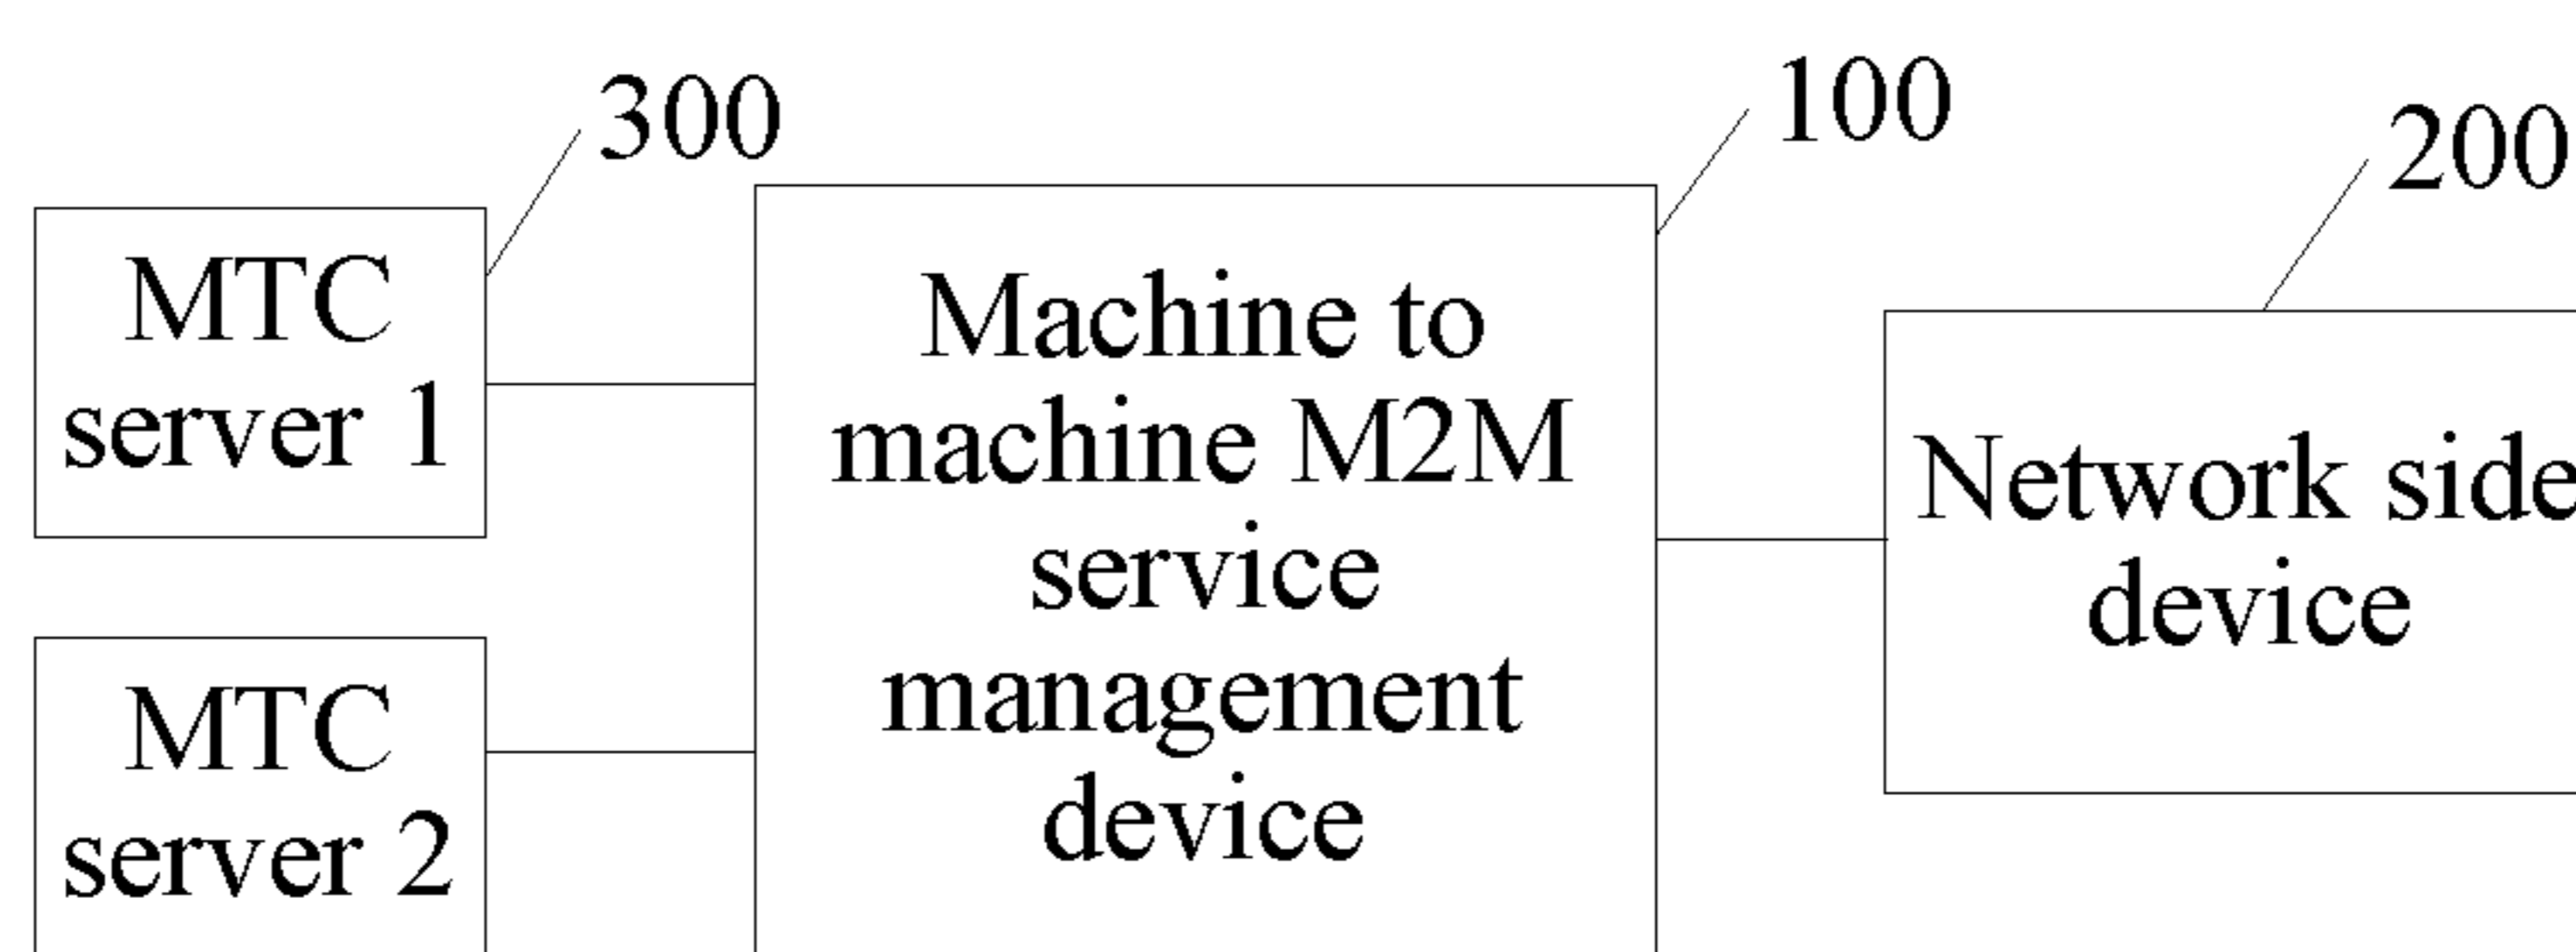 300
100
200
MTC
server 1
Machine to
machine M2M
service
management
device
Network side
device
MTC
server 2